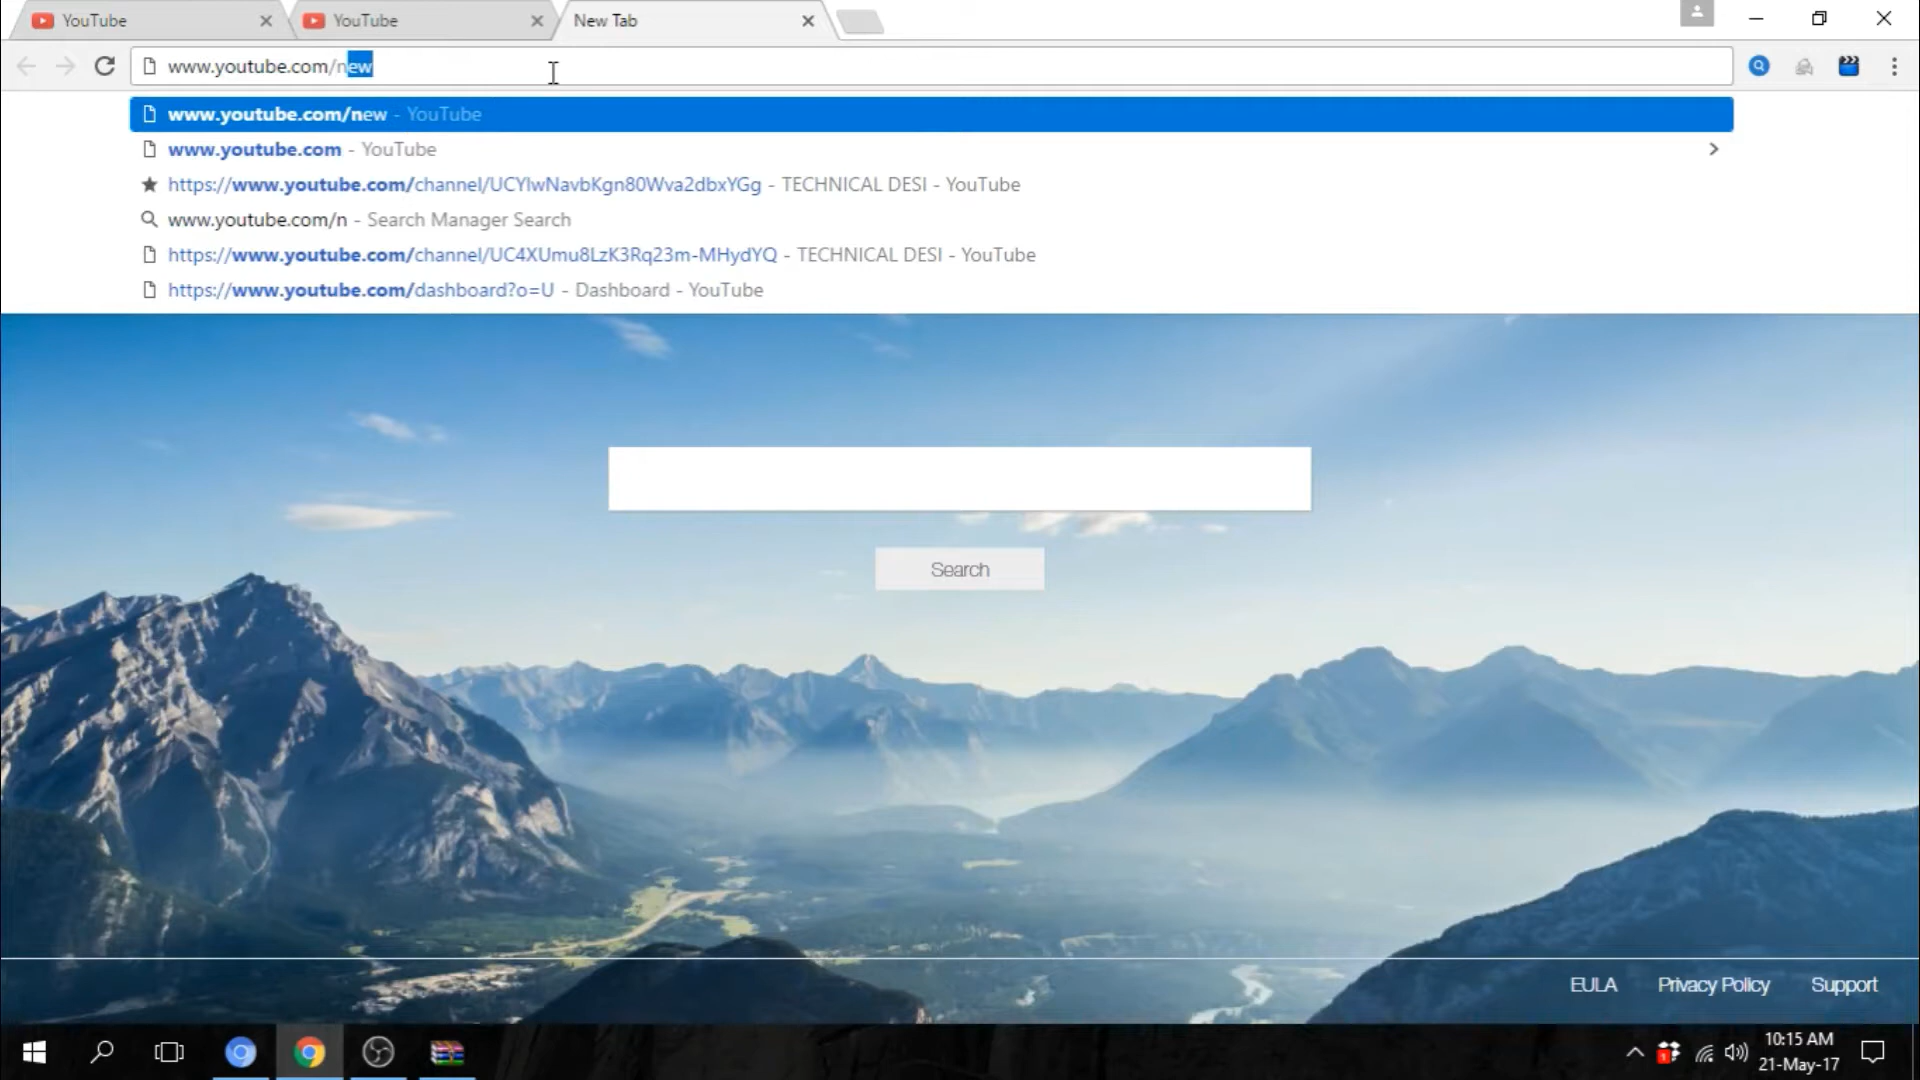 YouTube YouTube New Tab
www.youtube.com/new
www.youtube.com/new - YouTube
www.youtube.com - YouTube
https://www.youtube.com/channel/UCYlwNavbKgn80Wva2dbxYGg - TECHNICAL DESI - YouTube
www.youtube.com/n - Search Manager Search
https://www.youtube.com/channel/UC4XUmu8LzK3Rq23m-MHydYQ - TECHNICAL DESI - YouTube
https://www.youtube.com/dashboard?o=U - Dashboard - YouTube
Search
EULA Privacy Policy Support
10:15 AM
21-May-17